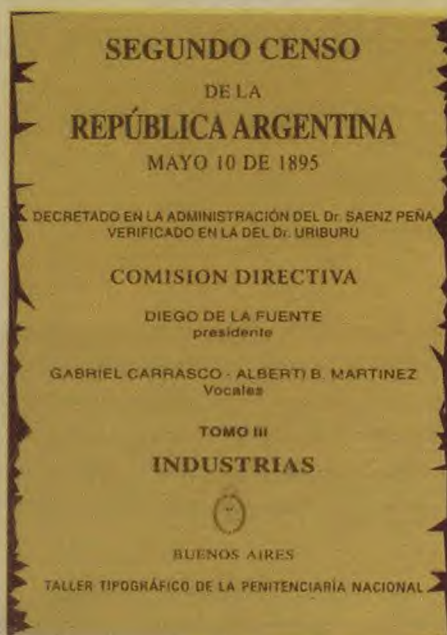 SEGUNDO CENSO
DE LA
REPÚBLICA ARGENTINA
MAYO 10 DE 1895
DECRETADO EN LA ADMINISTRACIÓN DEL Dr. SAENZ PEÑA
VERIFICADO EN LA DEL Dr. URIBURU
COMISION DIRECTIVA
DIEGO DE LA FUENTE
presidente
GABRIEL CARRASCO - ALBERTI B. MARTINEZ
Vocales
TOMO III
INDUSTRIAS
BUENOS AIRES
TALLER TIPOGRÁFICO DE LA PENITENCIARÍA NACIONAL